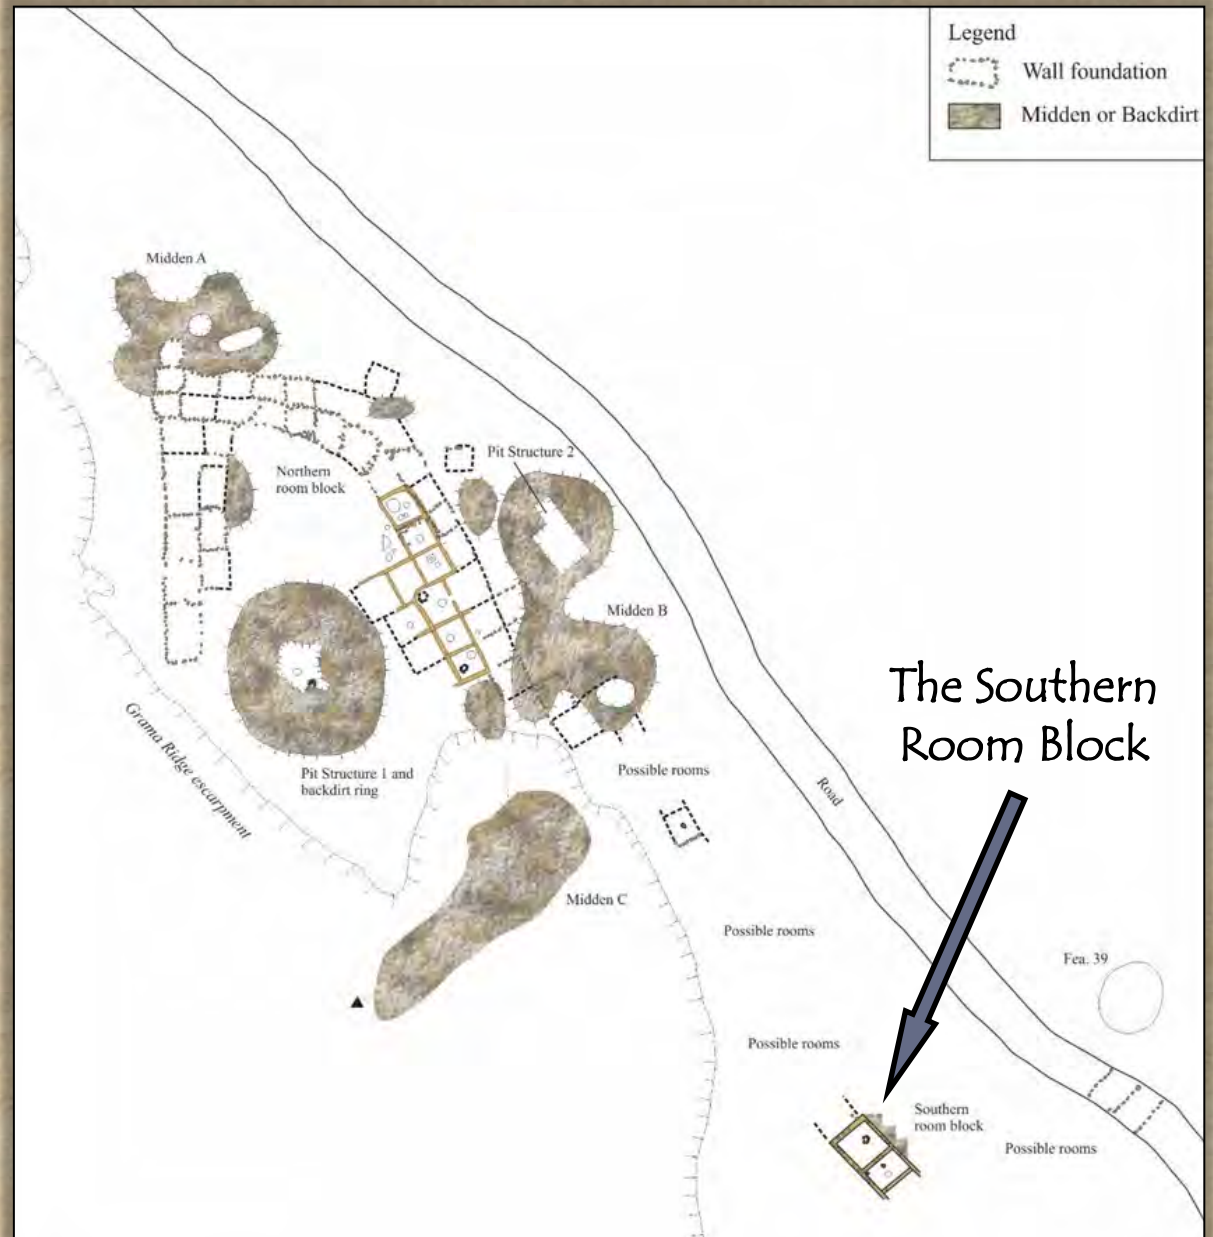 Legend
Wall foundation
Midden or Backdirt
Midden A
Pit Structure 2
Northern
room block
Midden B
The Southern
Room Block
Grama Ridge escarpment
Pit Structure 1 and
backdirt ring
Possible rooms
Road
Midden C
Possible rooms
Fea. 39
Possible rooms
Southern
room block
Possible rooms